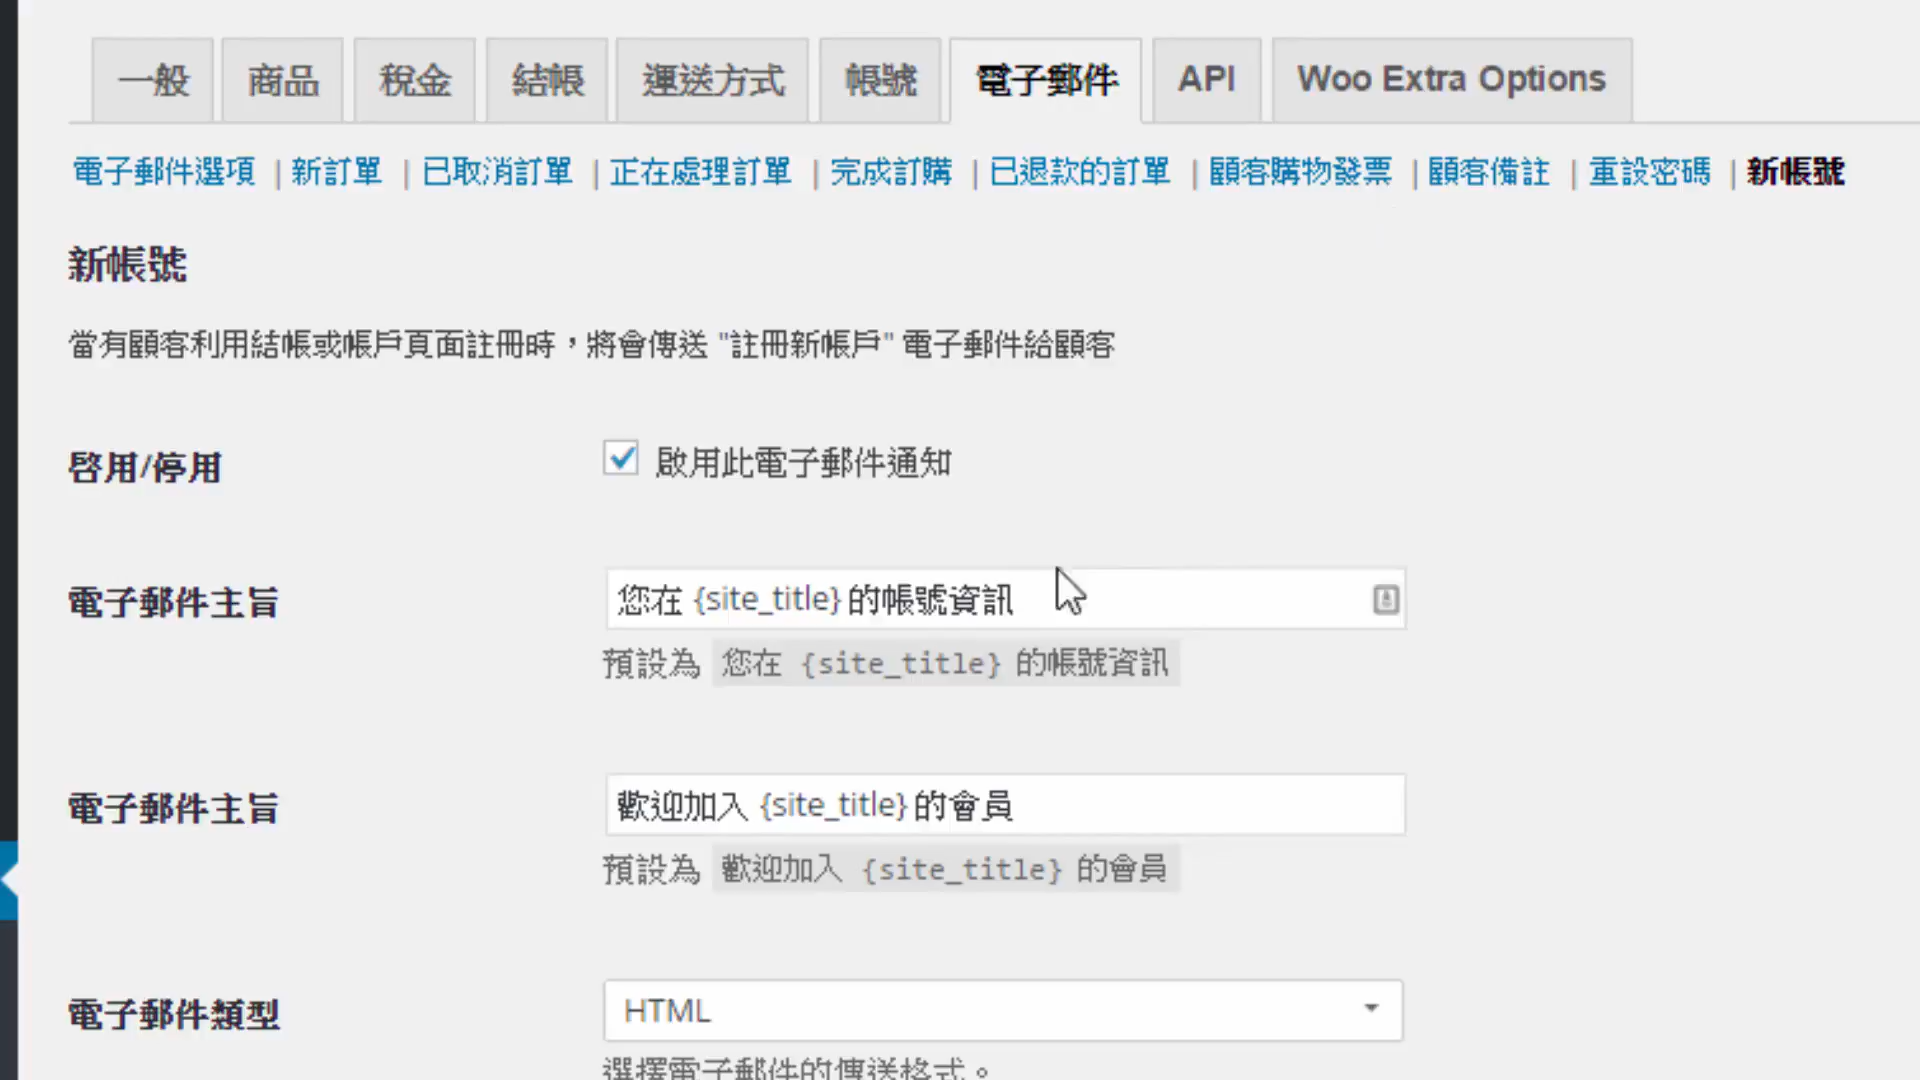 一般 商品 稅金 結帳 運送方式 帳號 電子郵件 API Woo Extra Options
電子郵件選項 | 新訂單 | 已取消訂單 | 正在處理訂單 | 完成訂購 | 已退款的訂單 | 顧客購物發票 | 顧客備註 | 重設密碼 | 新帳號
新帳號
當有顧客利用結帳或帳戶頁面註冊時，將會傳送 "註冊新帳戶" 電子郵件給顧客
啓用/停用 啟用此電子郵件通知
電子郵件主旨 您在 {site_title} 的帳號資訊
預設為 您在 {site_title} 的帳號資訊
電子郵件主旨 歡迎加入 {site_title} 的會員
預設為 歡迎加入 {site_title} 的會員
電子郵件類型 HTML
選擇電子郵件的傳送格式。